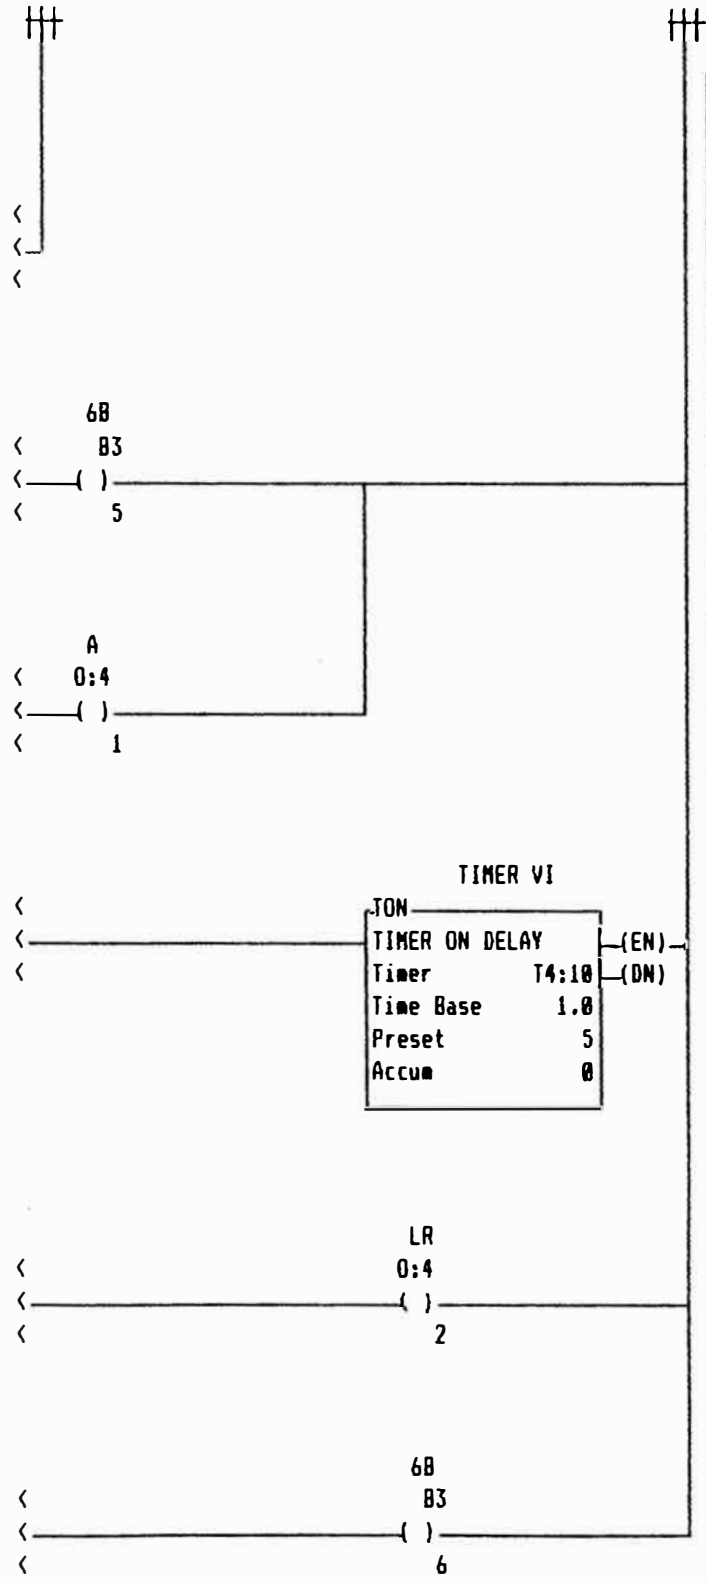 <
<
<
6B
< B3
<—( )—
< 5
A
< O:4
<—( )—
< 1
TIMER VI
< TON
< TIMER ON DELAY (EN)
< Timer T4:10 (DN)
Time Base 1.0
Preset 5
Accum 0
LR
< O:4
< ( )
< 2
6B
< B3
< ( )
< 6